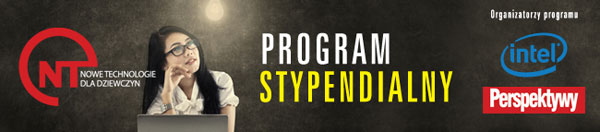 NT
NOWE TECHNOLOGIE
DLA DZIEWCZYN
PROGRAM
STYPENDIALNY
Organizatorzy programu
intel
Perspektywy